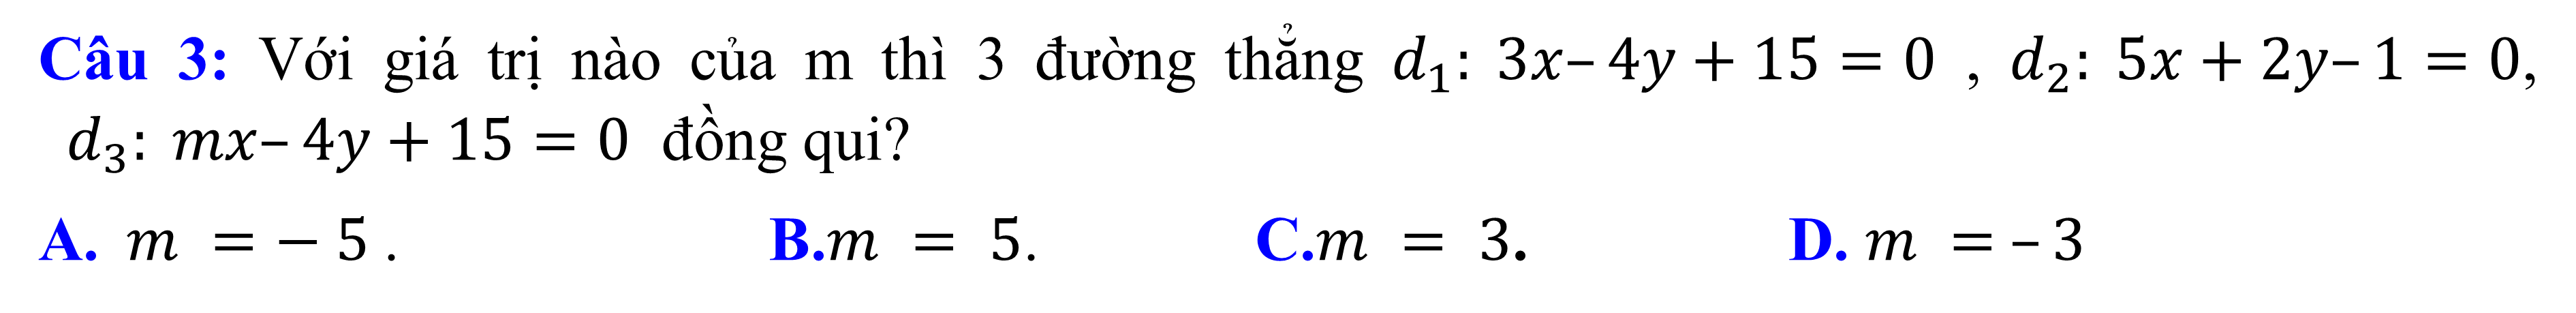 Câu 3: Với giá trị nào của m thì 3 đường thẳng d₁: 3x– 4y + 15 = 0 , d₂: 5x + 2y– 1 = 0,
d₃: mx– 4y + 15 = 0 đồng qui?
A. m = – 5 . B.m = 5. C.m = 3. D. m = – 3